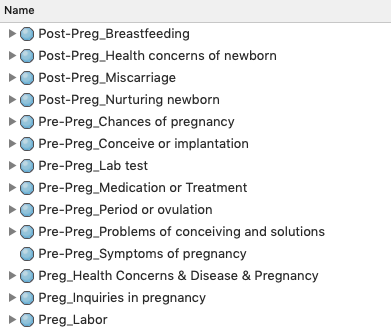 Name
Post-Preg_Breastfeeding
Post-Preg_Health concerns of newborn
Post-Preg_Miscarriage
Post-Preg_Nurturing newborn
Pre-Preg_Chances of pregnancy
Pre-Preg_Conceive or implantation
Pre-Preg_Lab test
Pre-Preg_Medication or Treatment
Pre-Preg_Period or ovulation
Pre-Preg_Problems of conceiving and solutions
Pre-Preg_Symptoms of pregnancy
Preg_Health Concerns & Disease & Pregnancy
Preg_Inquiries in pregnancy
Preg_Labor